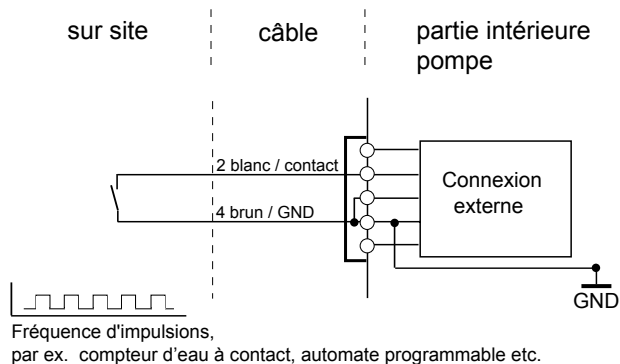 sur site
câble
partie intérieure
pompe
2 blanc / contact
Connexion
externe
4 brun / GND
GND
Fréquence d'impulsions,
par ex. compteur d'eau à contact, automate programmable etc.